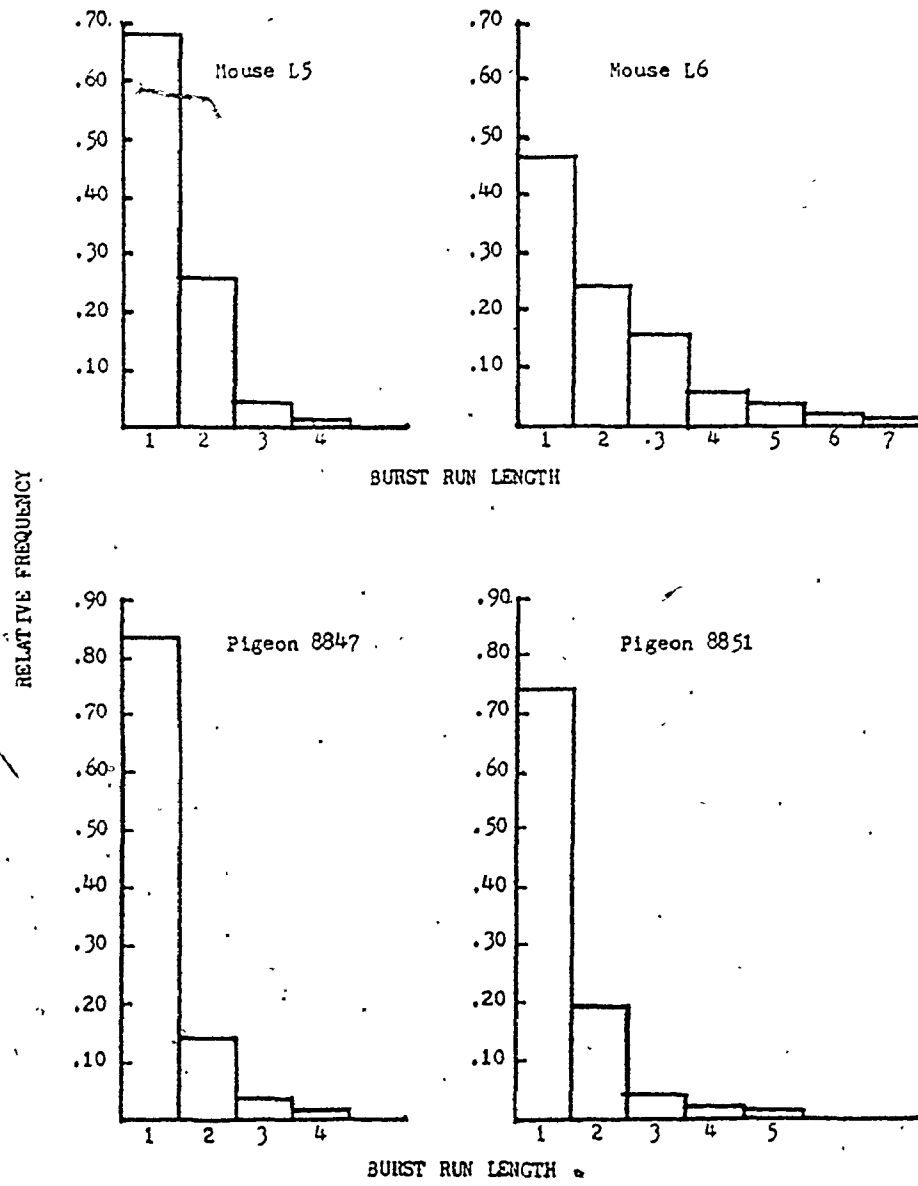 Mouse L5
.70
.60
.50
.40
.30
.20
.10
1 2 3 4
Mouse L6
.70
.60
.50
.40
.30
.20
.10
1 2 .3 4 5 6 7
BURST RUN LENGTH
RELATIVE FREQUENCY
Pigeon 8847
.90
.80
.70
.60
.50
.40
.30
.20
.10
1 2 3 4
Pigeon 8851
.90
.80
.70
.60
.50
.40
.30
.20
.10
1 2 3 4 5
BURST RUN LENGTH